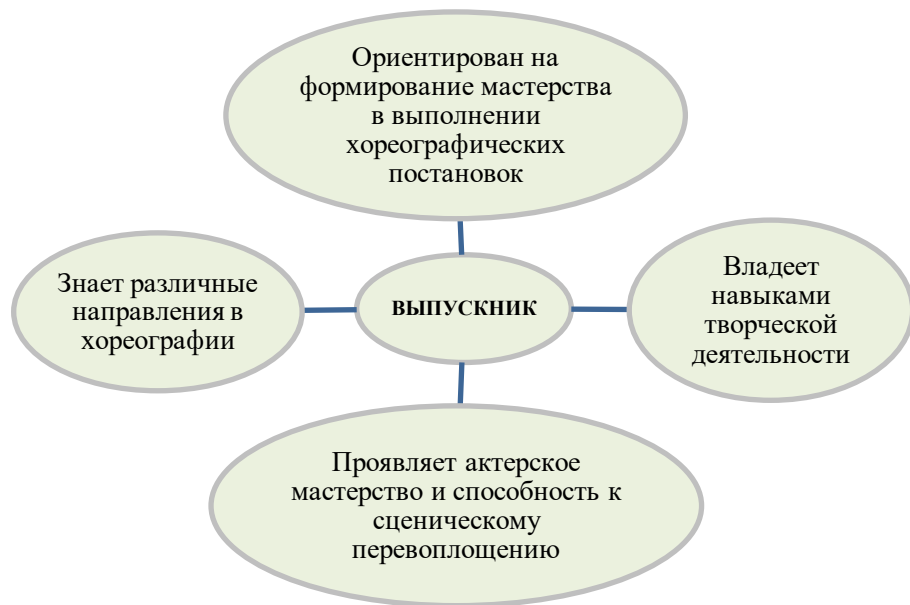 Ориентирован на
формирование мастерства
в выполнении
хореографических
постановок
Знает различные
направления в
хореографии
ВЫПУСКНИК
Владеет
навыками
творческой
деятельности
Проявляет актерское
мастерство и способность к
сценическому
перевоплощению